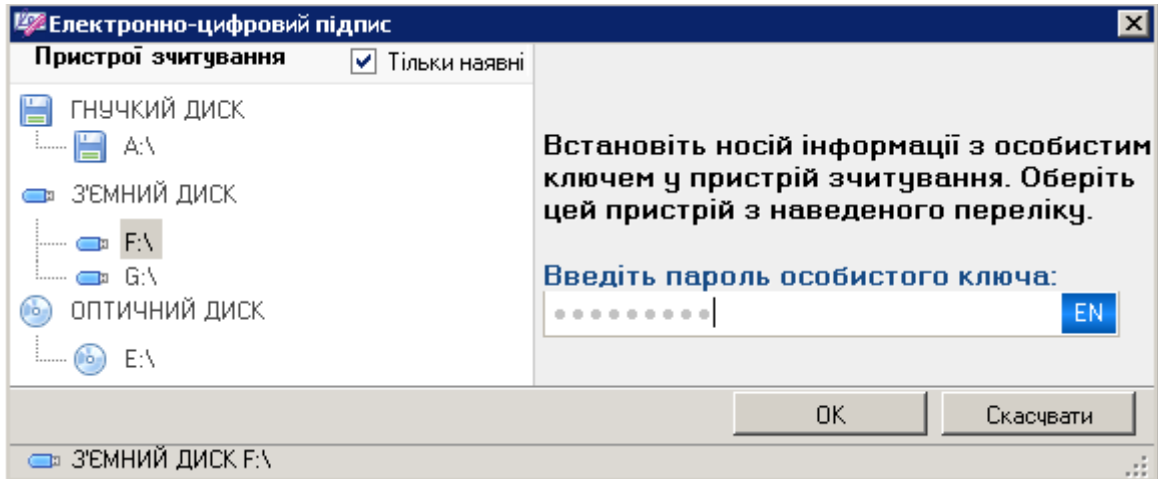 Електронно-цифровий підпис
Пристрої зчитування
Тільки наявні
ГНУЧКИЙ ДИСК
A:\
З'ЄМНИЙ ДИСК
F:\
G:\
ОПТИЧНИЙ ДИСК
E:\
Встановіть носій інформації з особистим
ключем у пристрій зчитування. Оберіть
цей пристрій з наведеного переліку.
Введіть пароль особистого ключа:
EN
OK
Скасувати
З'ЄМНИЙ ДИСК F:\